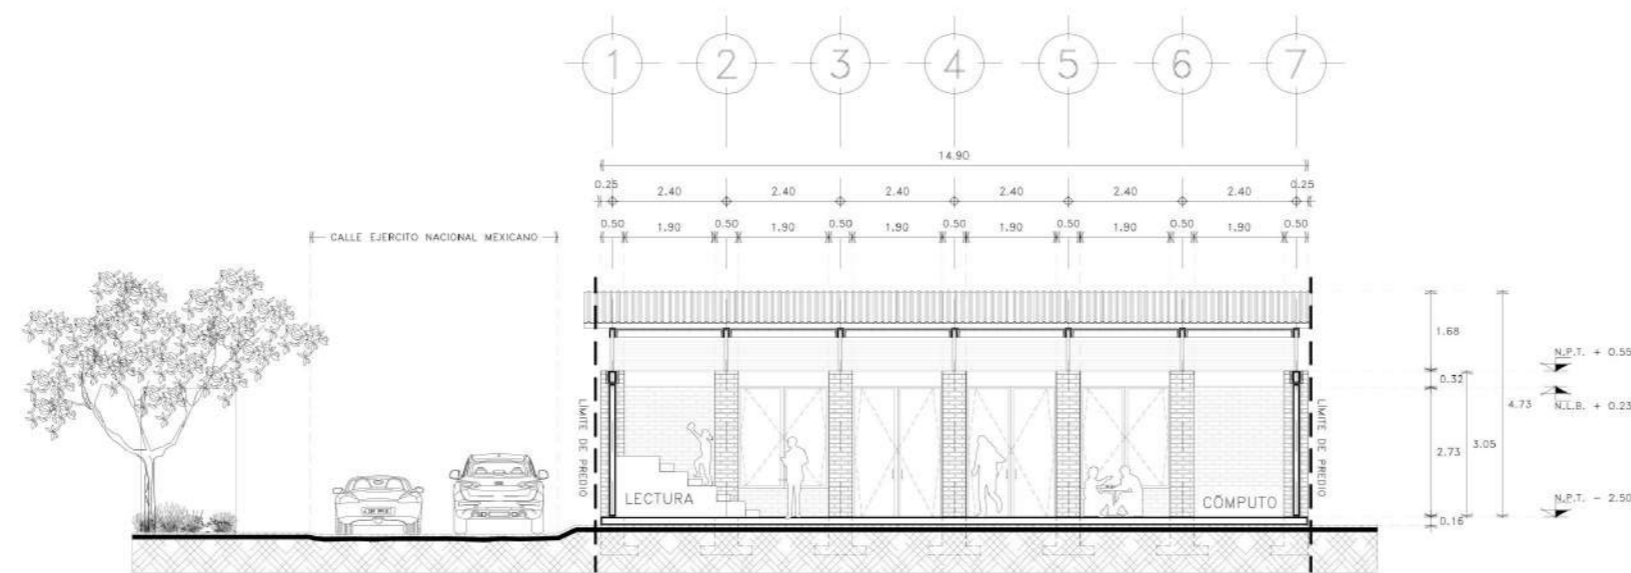 1 2 3 4 5 6 7
14.90
0.25 2.40 2.40 2.40 2.40 2.40 2.40 0.25
0.50 1.90 0.50 1.90 0.50 1.90 0.50 1.90 0.50 1.90 0.50 1.90 0.50
CALLE EJERCITO NACIONAL MEXICANO
LÍMITE DE PREDIO
LECTURA
CÓMPUTO
LÍMITE DE PREDIO
1.68
0.32
2.73
0.16
3.05
4.73
N.P.T. + 0.55
N.L.B. + 0.23
N.P.T. - 2.50